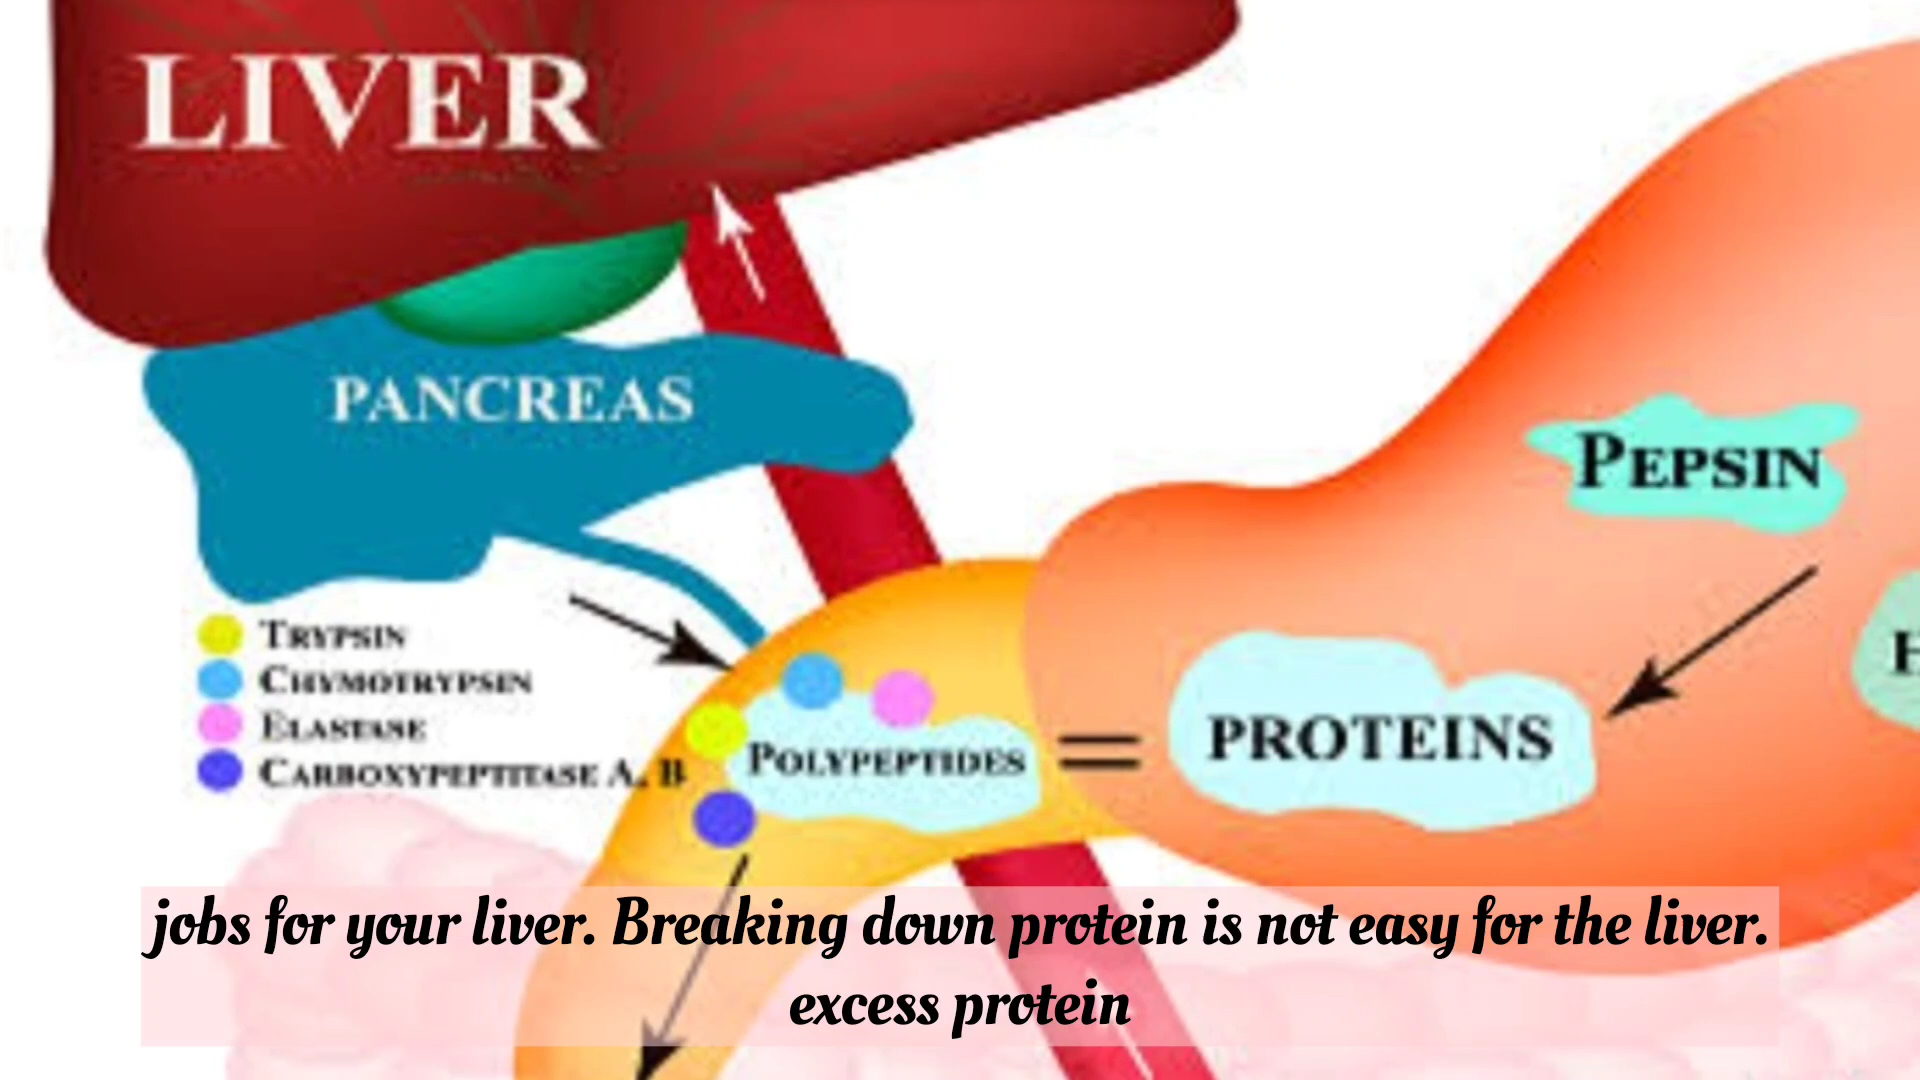 LIVER
PANCREAS
PEPSIN
H
TRYPSIN
CHYMOTRYPSIN
ELASTASE
CARBOXYPEPTITASE A, B
POLYPEPTIDES
=
PROTEINS
jobs for your liver. Breaking down protein is not easy for the liver.
excess protein